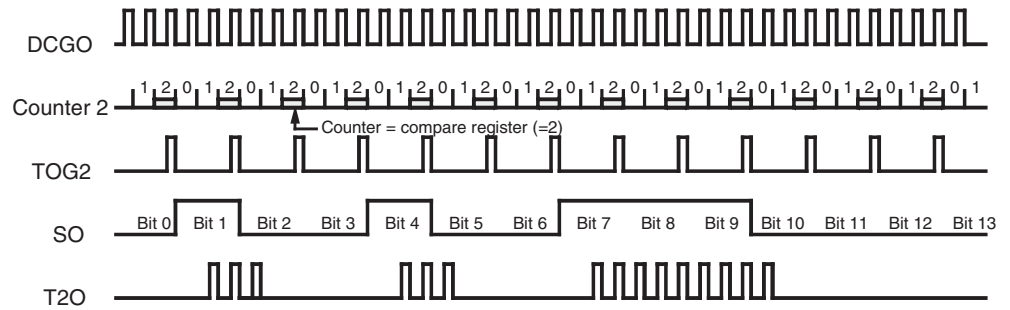 DCGO
1 2 0 1 2 0 1 2 0 1 2 0 1 2 0 1 2 0 1 2 0 1 2 0 1 2 0 1 2 0 1 2 0 1 2 0 1 2 0 1
Counter 2
Counter = compare register (=2)
TOG2
SO Bit 0 Bit 1 Bit 2 Bit 3 Bit 4 Bit 5 Bit 6 Bit 7 Bit 8 Bit 9 Bit 10 Bit 11 Bit 12 Bit 13
T2O